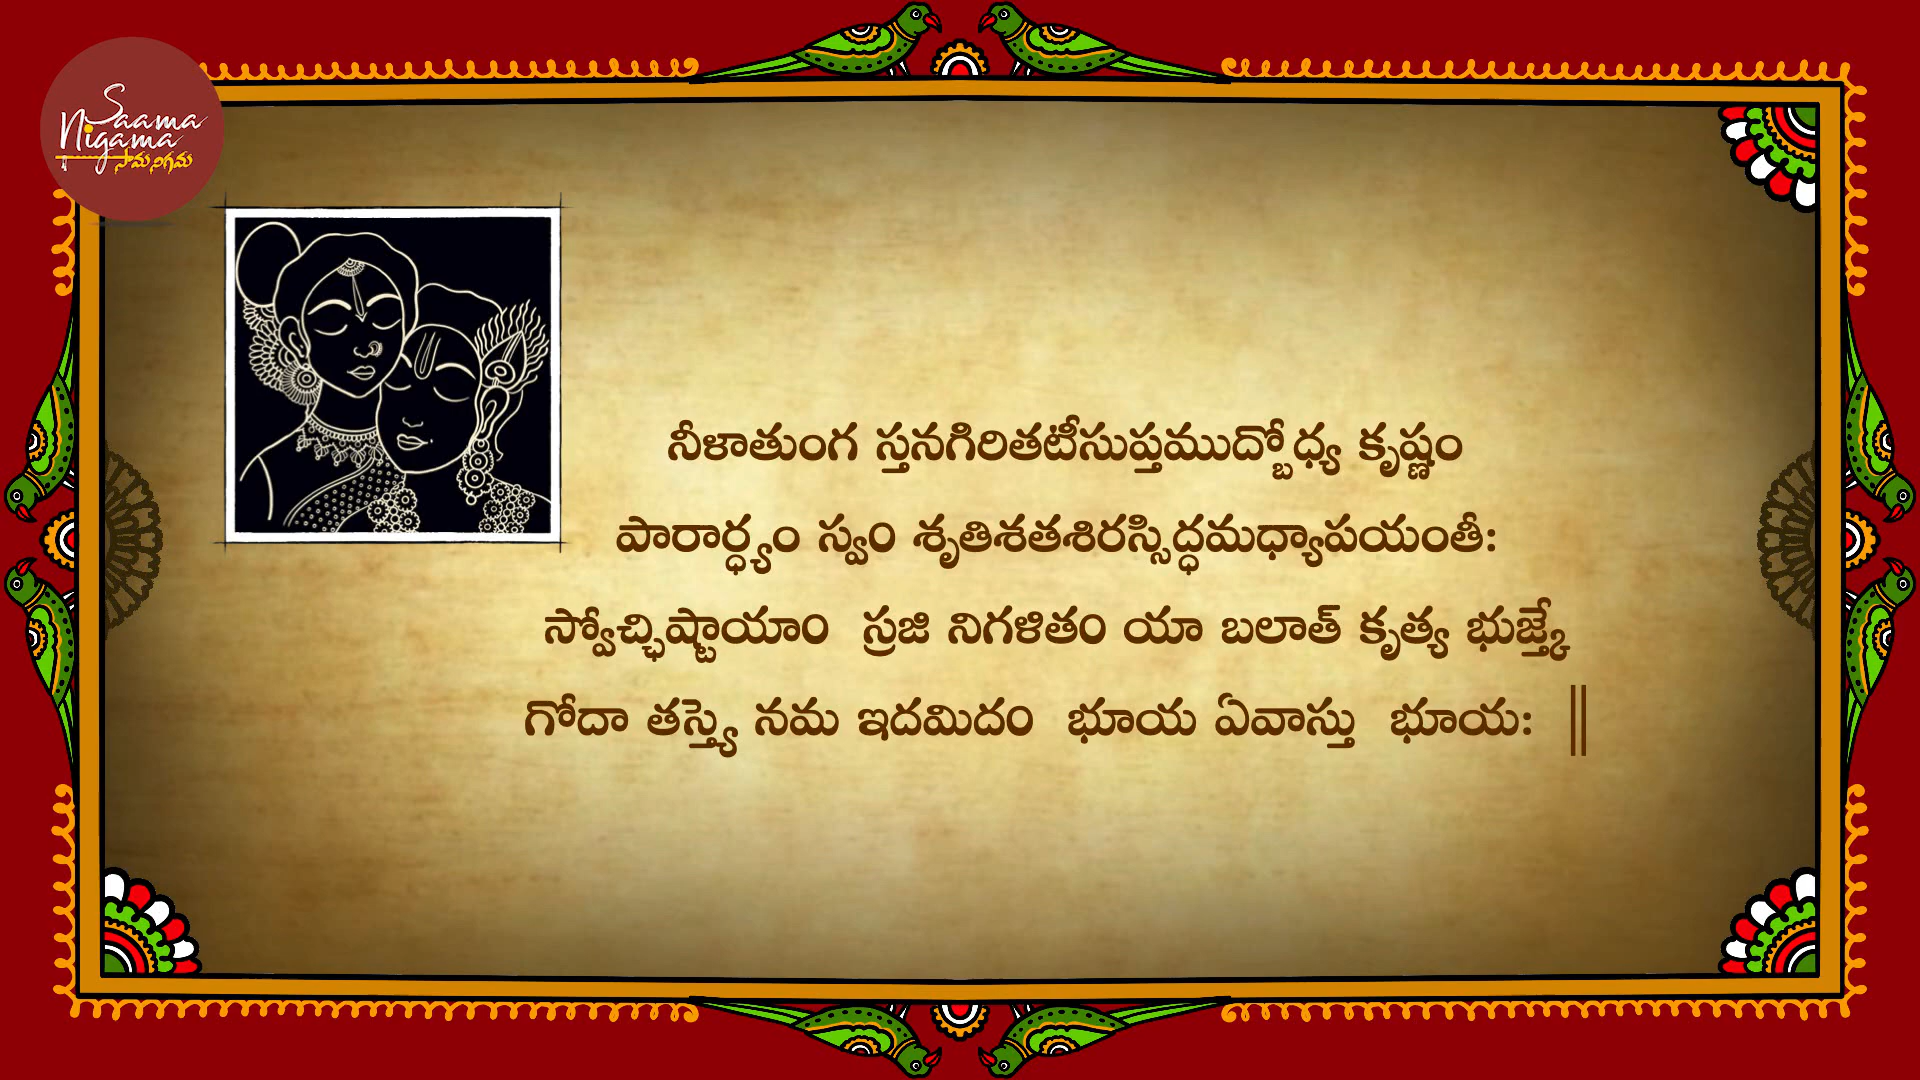 Saama
Nigama
సామ నిగమ
నీళాతుంగ స్తనగిరితటీసుప్తముద్బోధ్య కృష్ణం
పారార్ధ్యం స్వం శృతిశతశిరస్సిద్ధమధ్యాపయంతీ:
స్వోచ్ఛిష్టాయాం స్రజి నిగళితం యా బలాత్ కృత్య భుజ్క్తే
గోదా తస్త్యై నమ ఇదమిదం భూయ ఏవాస్తు భూయ: ||